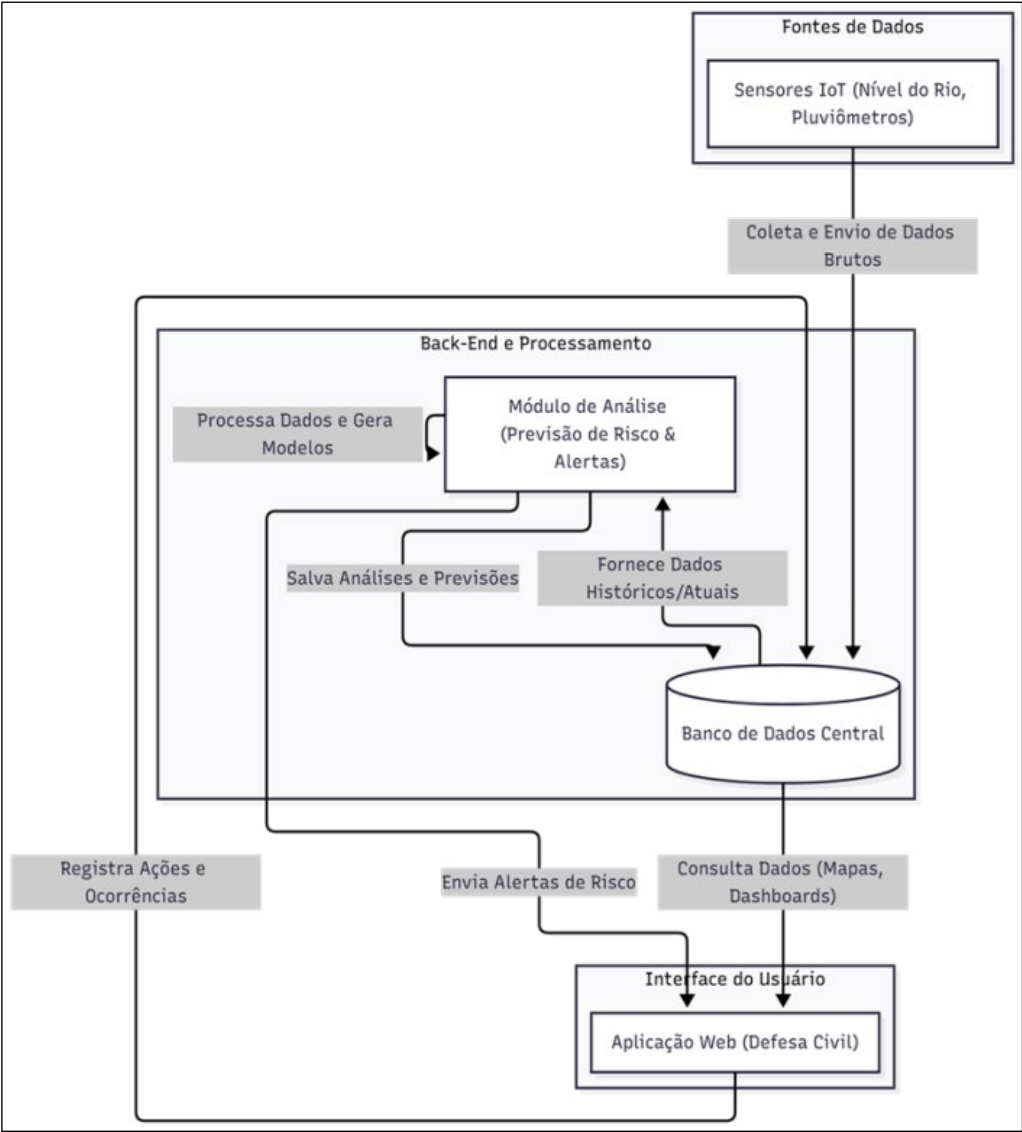 Fontes de Dados
Sensores IoT (Nível do Rio,
Pluviômetros)
Coleta e Envio de Dados
Brutos
Back-End e Processamento
Módulo de Análise
(Previsão de Risco &
Alertas)
Processa Dados e Gera
Modelos
Salva Análises e Previsões
Fornece Dados
Históricos/Atuais
Banco de Dados Central
Registra Ações e
Ocorrências
Envia Alertas de Risco
Consulta Dados (Mapas,
Dashboards)
Interface do Usuário
Aplicação Web (Defesa Civil)